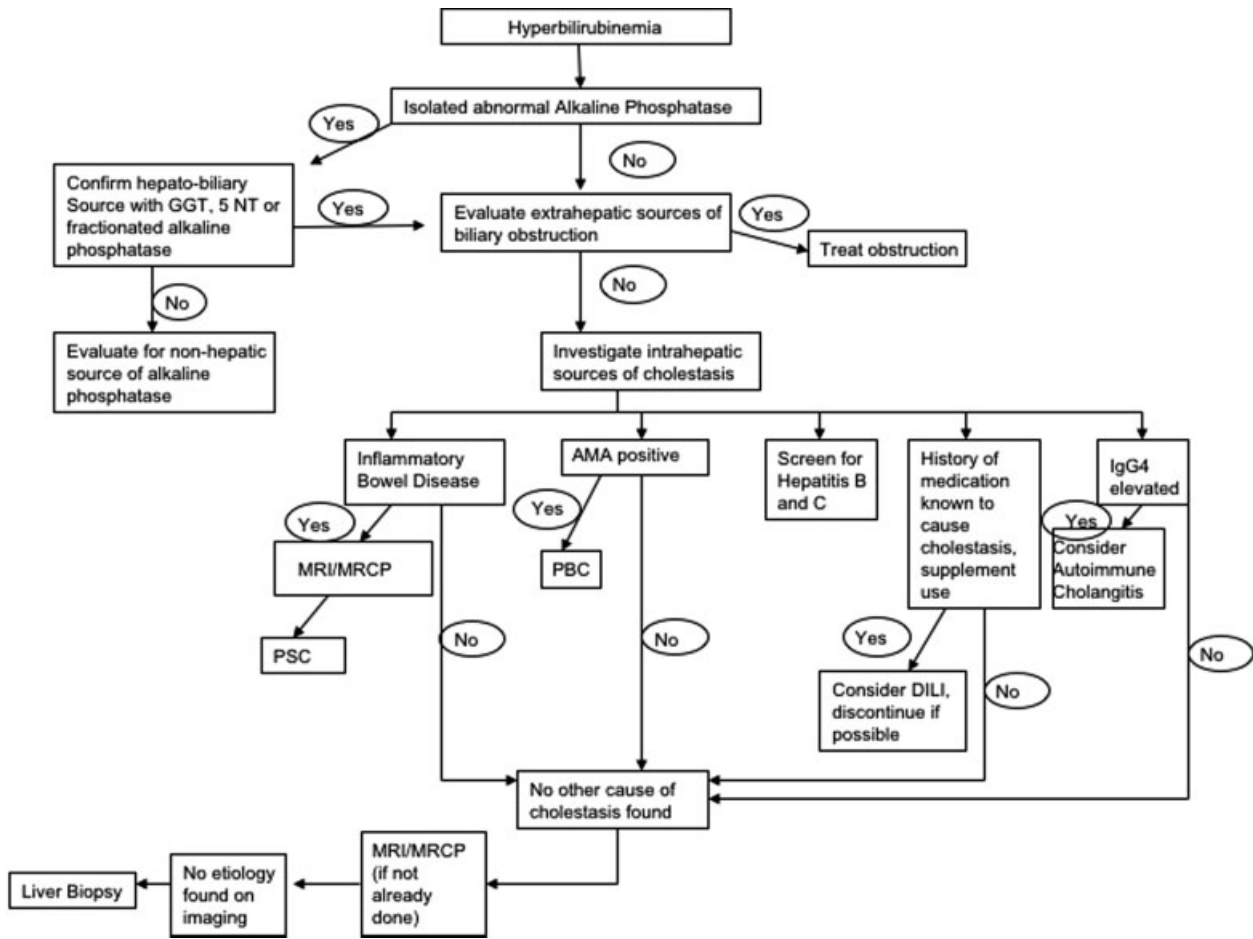 Hyperbilirubinemia
Isolated abnormal Alkaline Phosphatase
Yes
No
Confirm hepato-biliary
Source with GGT, 5 NT or
fractionated alkaline
phosphatase
Yes
Evaluate extrahepatic sources of
biliary obstruction
Yes
Treat obstruction
No
No
Evaluate for non-hepatic
source of alkaline
phosphatase
Investigate intrahepatic
sources of cholestasis
Inflammatory
Bowel Disease
AMA positive
Screen for
Hepatitis B
and C
History of
medication
known to
cause
cholestasis,
supplement
use
IgG4
elevated
Yes
Yes
Yes
MRI/MRCP
PBC
Consider
Autoimmune
Cholangitis
PSC
No
No
Yes
No
No
Consider DILI,
discontinue if
possible
No other cause of
cholestasis found
MRI/MRCP
(if not
already
done)
No etiology
found on
imaging
Liver Biopsy